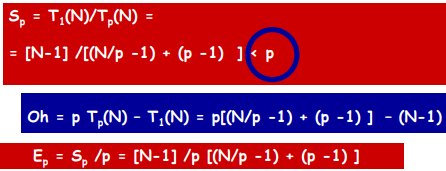 Sp = T1(N)/Tp(N) =
= [N-1] /[(N/p -1) + (p -1) ] < p
Oh = p Tp(N) – T1(N) = p[(N/p -1) + (p -1) ] – (N-1)
Ep = Sp /p = [N-1] /p [(N/p -1) + (p -1) ]